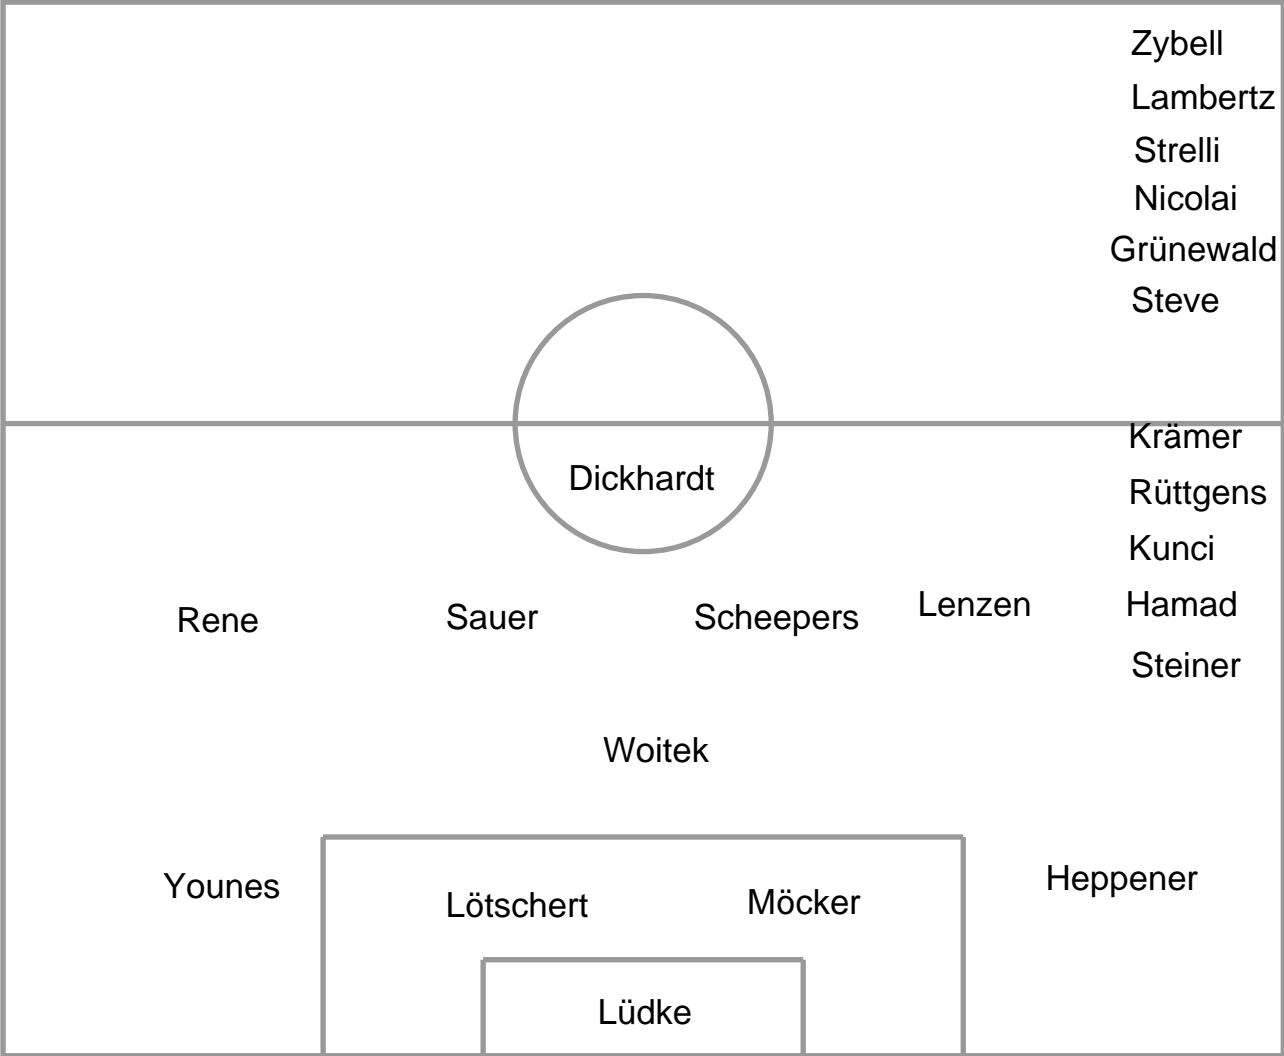 Zybell
Lambertz
Strelli
Nicolai
Grünewald
Steve
Krämer
Dickhardt
Rüttgens
Kunci
Rene Sauer Scheepers Lenzen Hamad
Steiner
Woitek
Younes Lötschert Möcker Heppener
Lüdke